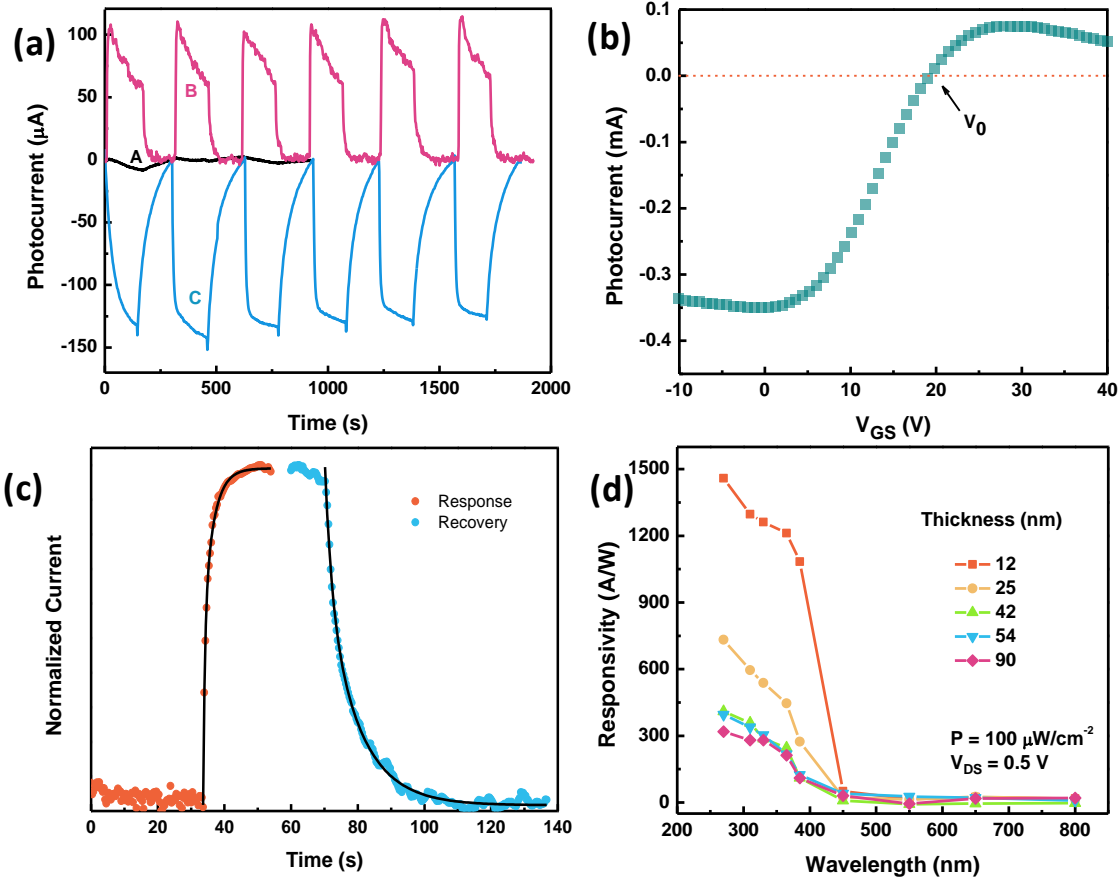 (a)
100
50
0
-50
-100
-150
Photocurrent (μA)
A
B
C
0 500 1000 1500 2000
Time (s)
(b)
0.1
0.0
-0.1
-0.2
-0.3
-0.4
Photocurrent (mA)
V0
-10 0 10 20 30 40
VGS (V)
(c)
Normalized Current
Response
Recovery
0 20 40 60 80 100 120 140
Time (s)
(d)
1500
1200
900
600
300
0
Responsivity (A/W)
Thickness (nm)
12
25
42
54
90
P = 100 μW/cm-2
VDS = 0.5 V
200 300 400 500 600 700 800
Wavelength (nm)